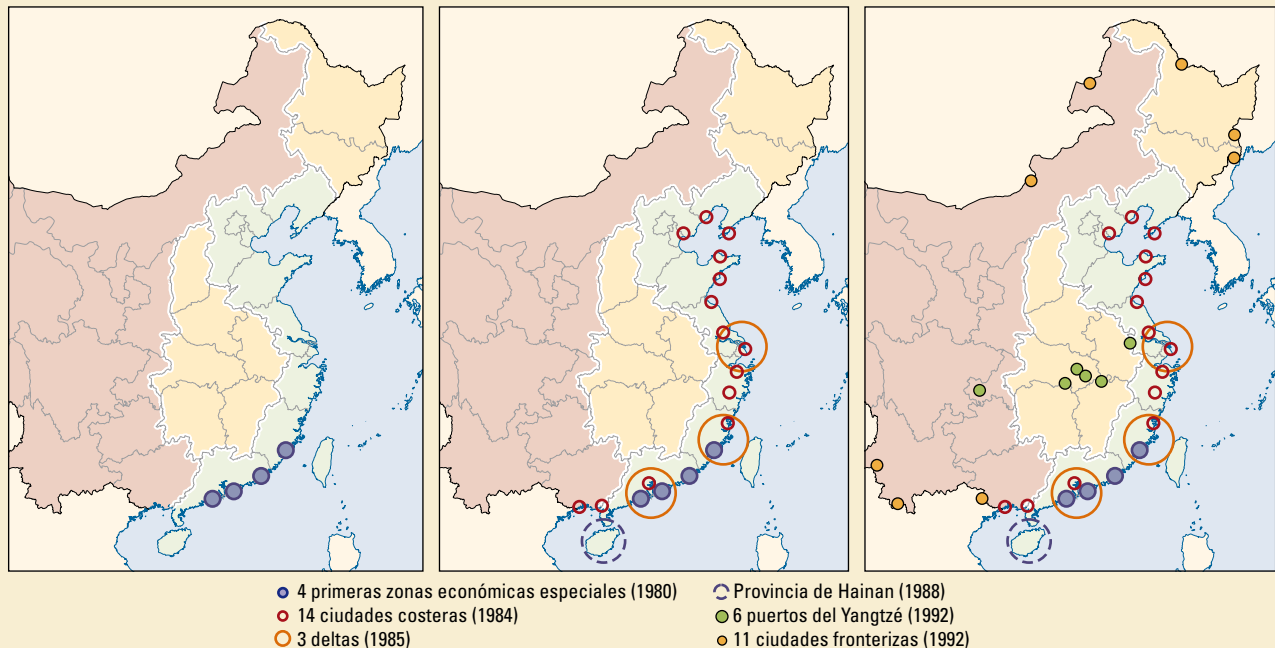 4 primeras zonas económicas especiales (1980)
14 ciudades costeras (1984)
3 deltas (1985)
Provincia de Hainan (1988)
6 puertos del Yangtzé (1992)
11 ciudades fronterizas (1992)